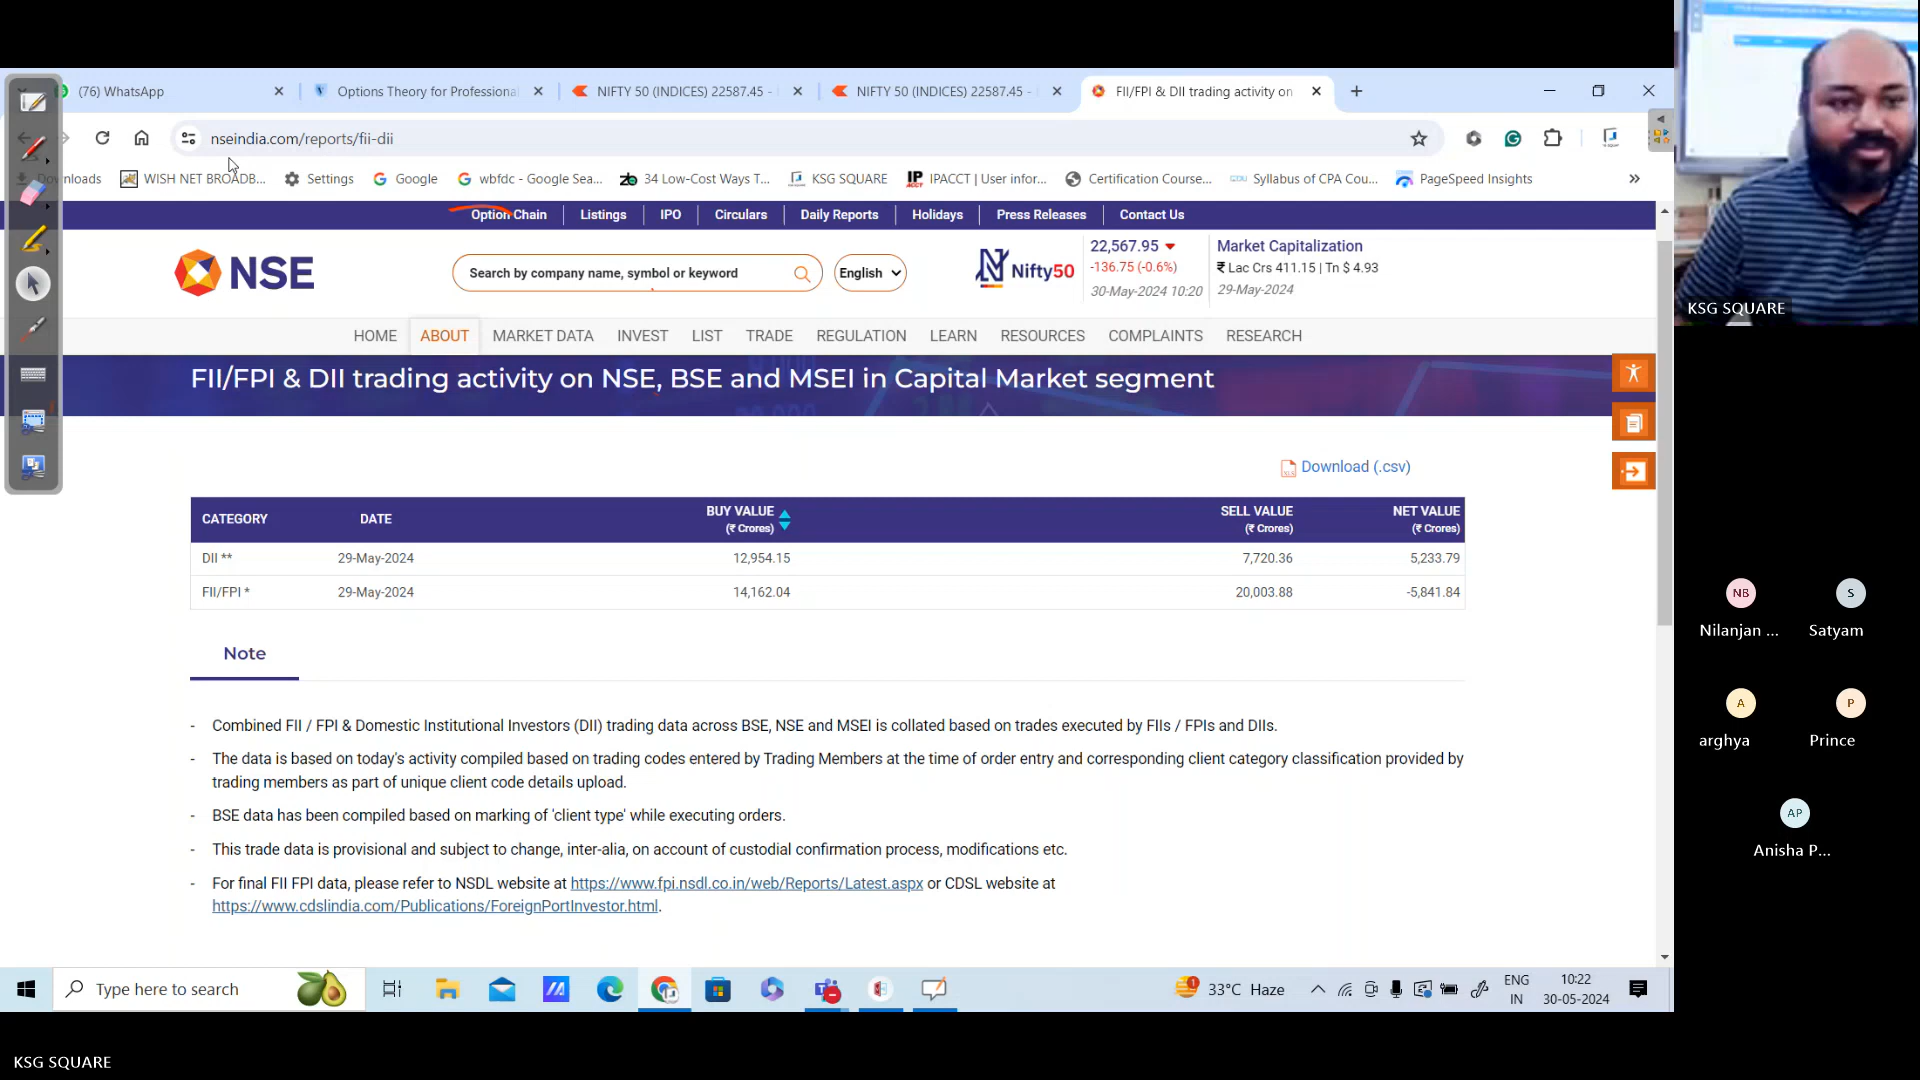 (76) WhatsApp
Options Theory for Professiona
NIFTY 50 (INDICES) 22587.45 -
NIFTY 50 (INDICES) 22587.45 -
FII/FPI & DII trading activity on
nseindia.com/reports/fii-dii
WISH NET BROADB...
Settings
Google
wbfdc - Google Sea...
34 Low-Cost Ways T...
KSG SQUARE
IPACCT | User infor...
Certification Course...
Syllabus of CPA Cou...
PageSpeed Insights
Option Chain
Listings
IPO
Circulars
Daily Reports
Holidays
Press Releases
Contact Us
NSE
Search by company name, symbol or keyword
English
Nifty50
22,567.95
-136.75 (-0.6%)
30-May-2024 10:20
Market Capitalization
₹ Lac Crs 411.15 | Tn $ 4.93
29-May-2024
HOME ABOUT MARKET DATA INVEST LIST TRADE REGULATION LEARN RESOURCES COMPLAINTS RESEARCH
FII/FPI & DII trading activity on NSE, BSE and MSEI in Capital Market segment
Download (.csv)
CATEGORY DATE BUY VALUE (₹ Crores) SELL VALUE (₹ Crores) NET VALUE (₹ Crores)
DII ** 29-May-2024 12,954.15 7,720.36 5,233.79
FII/FPI * 29-May-2024 14,162.04 20,003.88 -5,841.84
Note
- Combined FII / FPI & Domestic Institutional Investors (DII) trading data across BSE, NSE and MSEI is collated based on trades executed by FIIs / FPIs and DIIs.
- The data is based on today's activity compiled based on trading codes entered by Trading Members at the time of order entry and corresponding client category classification provided by
trading members as part of unique client code details upload.
- BSE data has been compiled based on marking of 'client type' while executing orders.
- This trade data is provisional and subject to change, inter-alia, on account of custodial confirmation process, modifications etc.
- For final FII FPI data, please refer to NSDL website at https://www.fpi.nsdl.co.in/web/Reports/Latest.aspx or CDSL website at
https://www.cdslindia.com/Publications/ForeignPortInvestor.html.
Type here to search
33°C Haze
ENG
IN
10:22
30-05-2024
KSG SQUARE
NB
Nilanjan ...
S
Satyam
A
arghya
P
Prince
AP
Anisha P...
KSG SQUARE